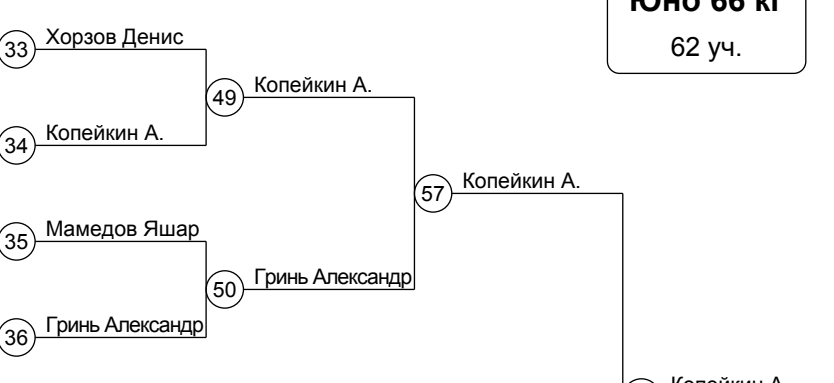 Юно 66 кг
62 уч.
33 Хорзов Денис
49 Копейкин А.
34 Копейкин А.
57 Копейкин А.
35 Мамедов Яшар
50 Гринь Александр
36 Гринь Александр
Копейкин А.